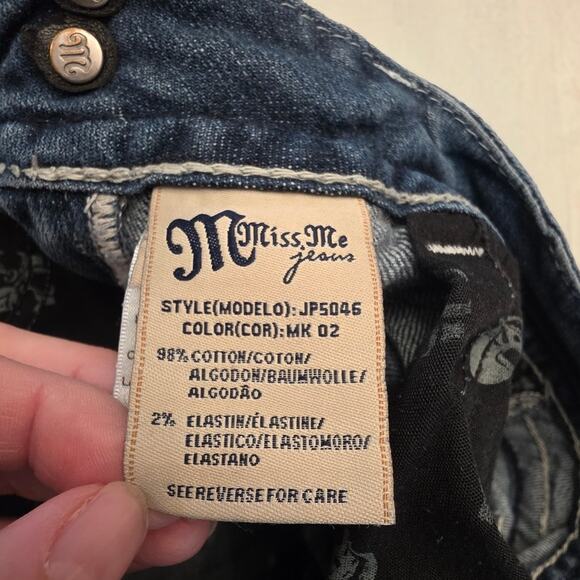 M Miss Me
jeans
STYLE(MODELO): JP5046
COLOR(COR): MK 02
98% COTTON/COTON/
ALGODON/BAUMWOLLE/
ALGODÃO
2% ELASTIN/ÉLASTINE/
ELASTICO/ELASTOMORO/
ELASTANO
SEE REVERSE FOR CARE